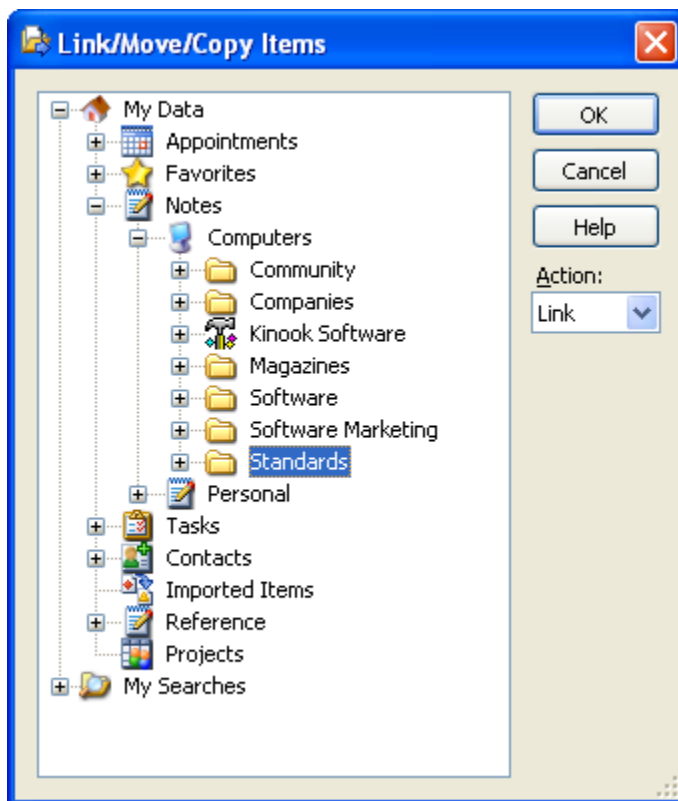 Link/Move/Copy Items
My Data
Appointments
Favorites
Notes
Computers
Community
Companies
Kinook Software
Magazines
Software
Software Marketing
Standards
Personal
Tasks
Contacts
Imported Items
Reference
Projects
My Searches
OK
Cancel
Help
Action:
Link